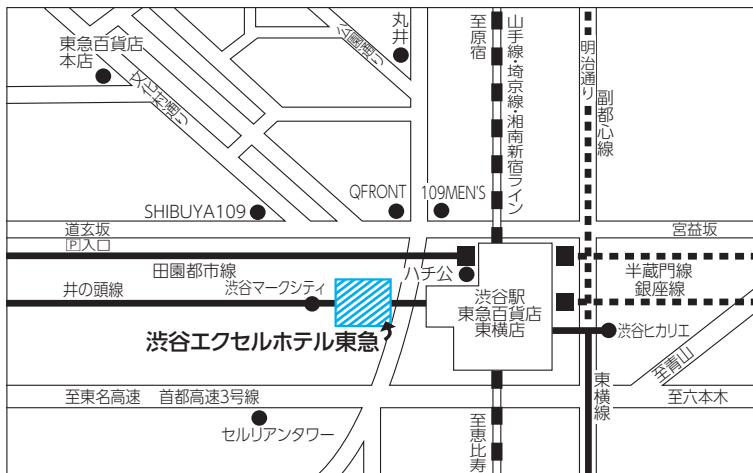 東急百貨店
本店
文化村通り
公園通り
丸井
至原宿
山手線・埼京線・湘南新宿ライン
明治通り
副都心線
SHIBUYA109
QFRONT
109MEN'S
道玄坂
宮益坂
P入口
田園都市線
ハチ公
半蔵門線
銀座線
井の頭線
渋谷マークシティ
渋谷駅
東急百貨店
東横店
渋谷エクセルホテル東急
渋谷ヒカリエ
至青山
至東名高速
首都高速3号線
東横線
至六本木
セルリアンタワー
至恵比寿